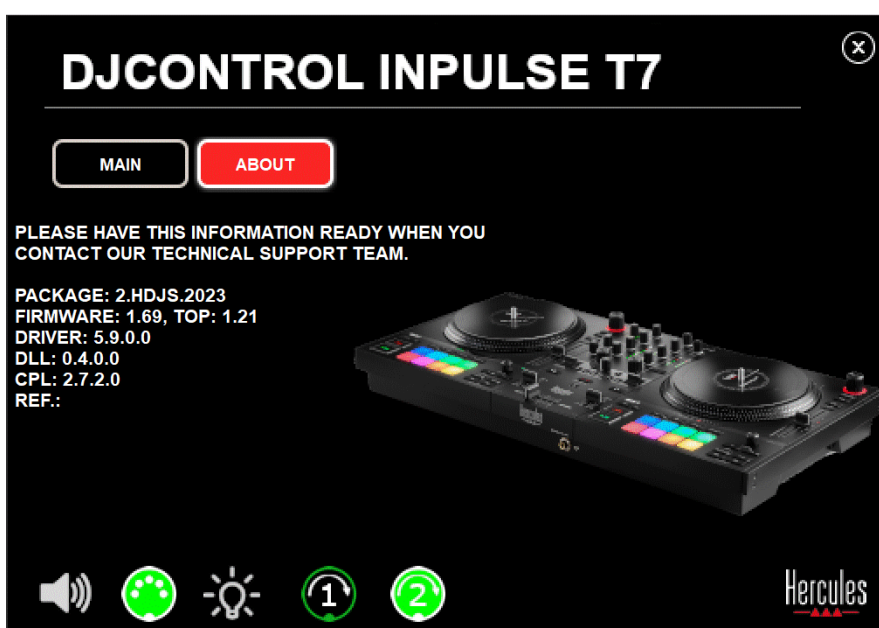 DJCONTROL INPULSE T7
MAIN
ABOUT
PLEASE HAVE THIS INFORMATION READY WHEN YOU
CONTACT OUR TECHNICAL SUPPORT TEAM.
PACKAGE: 2.HDJS.2023
FIRMWARE: 1.69, TOP: 1.21
DRIVER: 5.9.0.0
DLL: 0.4.0.0
CPL: 2.7.2.0
REF.:
1
2
Hercules